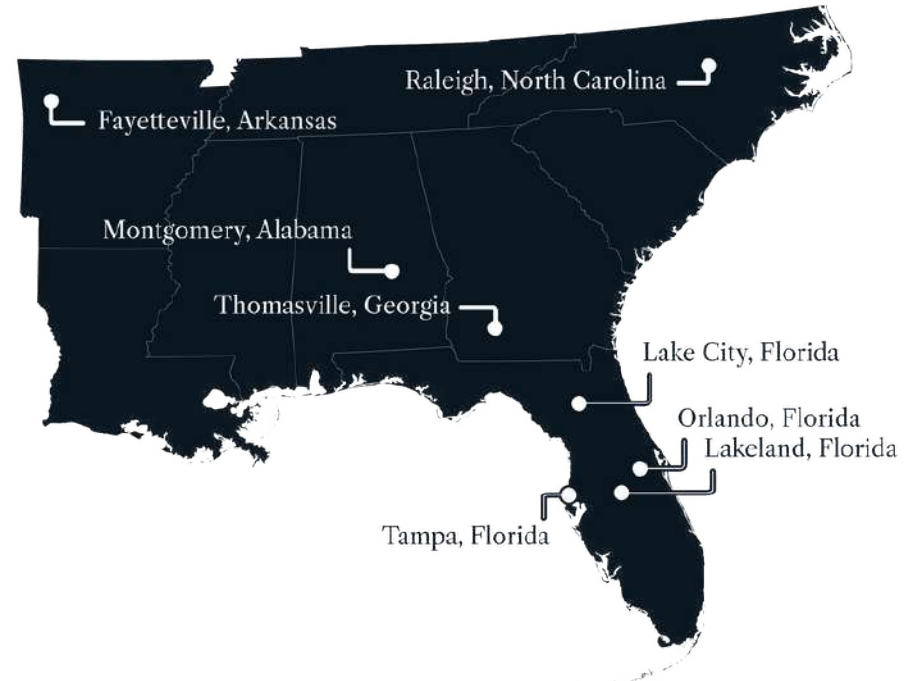 Raleigh, North Carolina
Fayetteville, Arkansas
Montgomery, Alabama
Thomasville, Georgia
Lake City, Florida
Orlando, Florida
Lakeland, Florida
Tampa, Florida